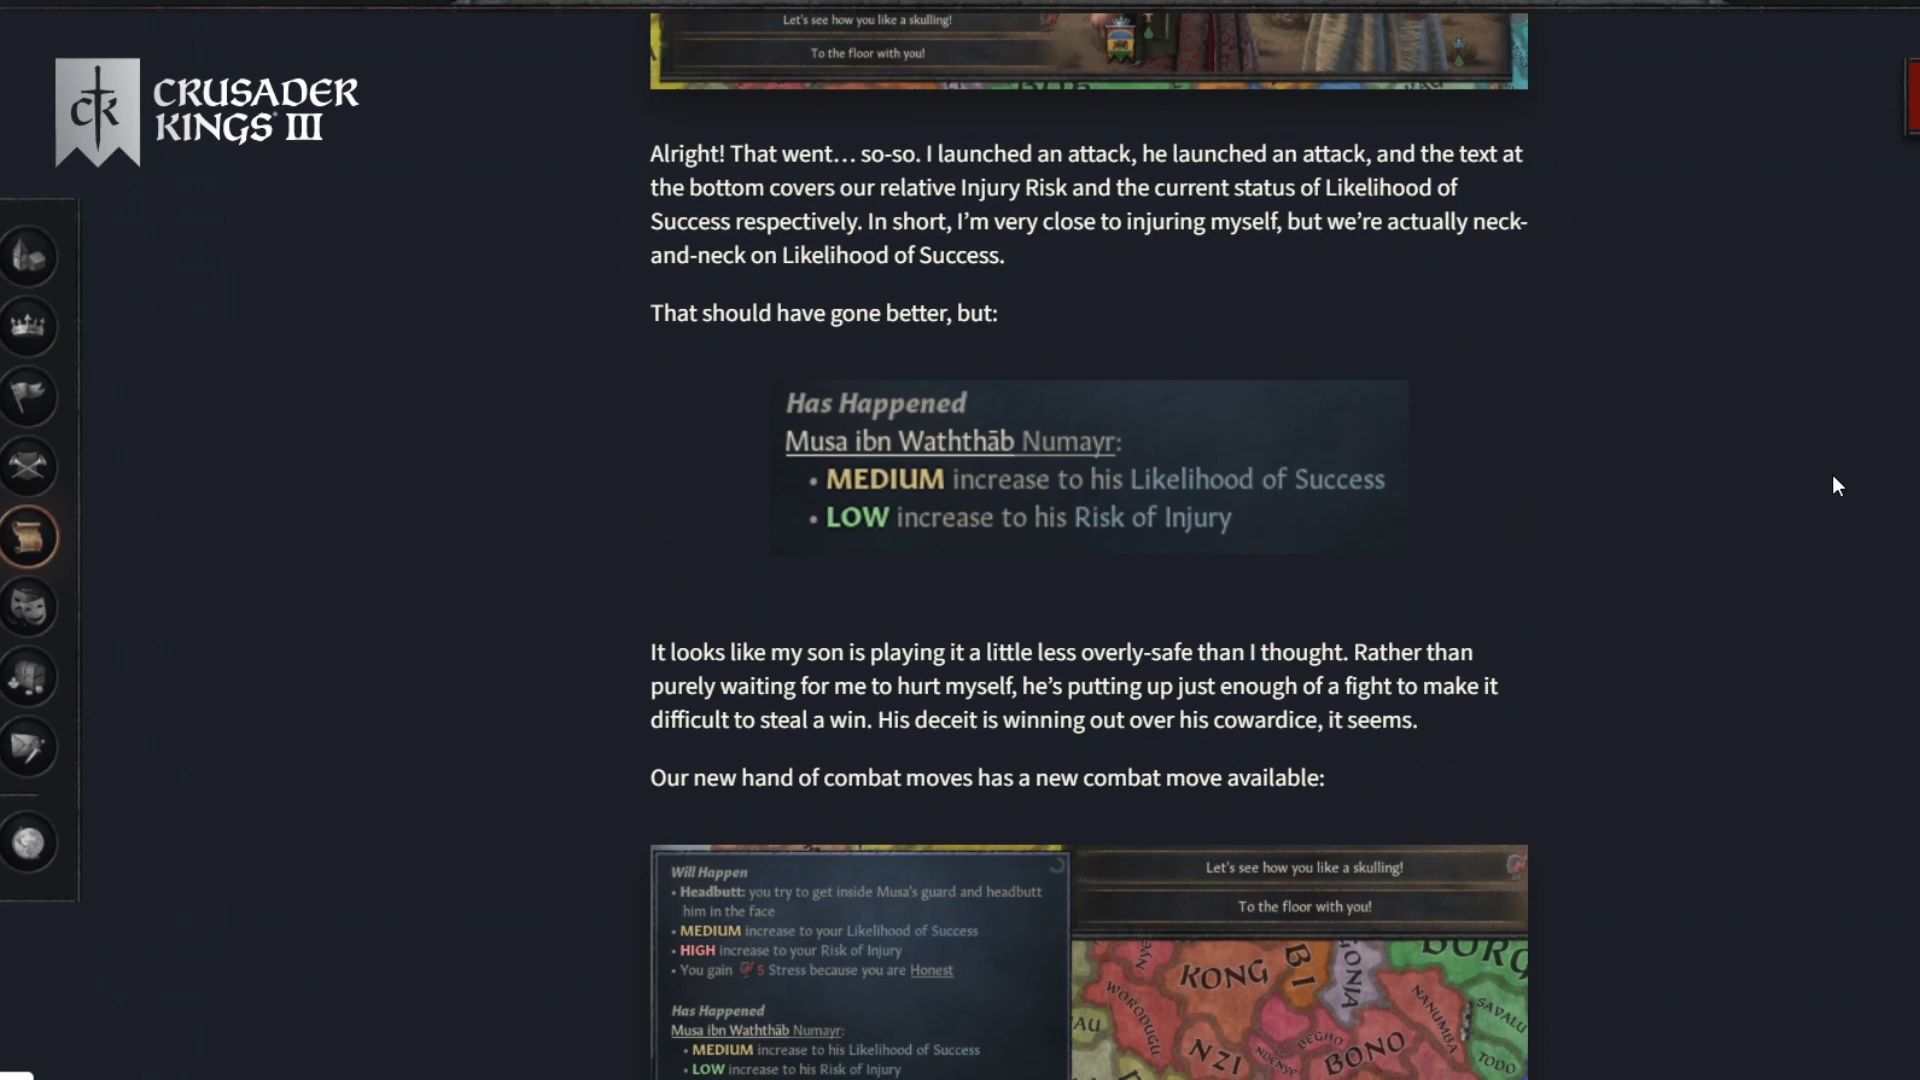 Let's see how you like a skulling!
To the floor with you!
CRUSADER
KINGS III
Alright! That went… so-so. I launched an attack, he launched an attack, and the text at
the bottom covers our relative Injury Risk and the current status of Likelihood of
Success respectively. In short, I’m very close to injuring myself, but we’re actually neck-
and-neck on Likelihood of Success.
That should have gone better, but:
Has Happened
Musa ibn Waththāb Numayr:
• MEDIUM increase to his Likelihood of Success
• LOW increase to his Risk of Injury
It looks like my son is playing it a little less overly-safe than I thought. Rather than
purely waiting for me to hurt myself, he’s putting up just enough of a fight to make it
difficult to steal a win. His deceit is winning out over his cowardice, it seems.
Our new hand of combat moves has a new combat move available:
Will Happen
• Headbutt: you try to get inside Musa's guard and headbutt
him in the face
• MEDIUM increase to your Likelihood of Success
• HIGH increase to your Risk of Injury
• You gain 5 Stress because you are Honest
Has Happened
Musa ibn Waththāb Numayr:
• MEDIUM increase to his Likelihood of Success
• LOW increase to his Risk of Injury
Let's see how you like a skulling!
To the floor with you!
KONG
BI
GONJA
BORG
WORODUGU
NANUMBA
SAVALU
AU
NZI
NDENYE
BEGHO
BONO
TODO